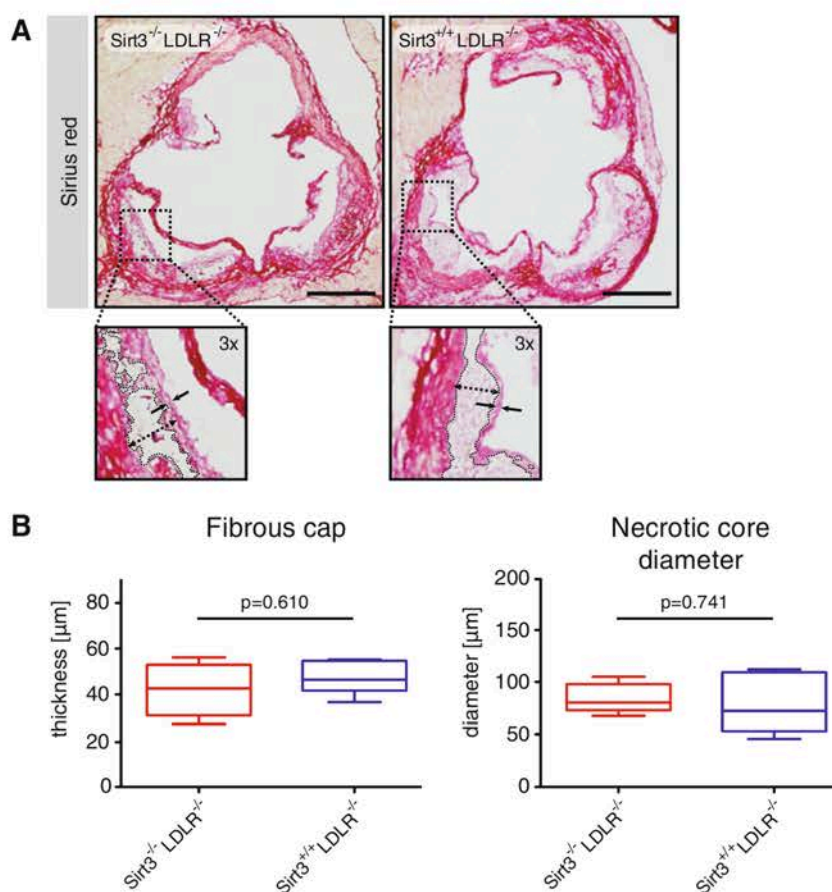 A
Sirius red
Sirt3-/- LDLR-/-
Sirt3+/+ LDLR-/-
3x
3x
B
Fibrous cap
thickness [µm]
80
60
40
20
0
p=0.610
Sirt3-/- LDLR-/-
Sirt3+/+ LDLR-/-
Necrotic core
diameter
diameter [µm]
200
150
100
50
0
p=0.741
Sirt3-/- LDLR-/-
Sirt3+/+ LDLR-/-